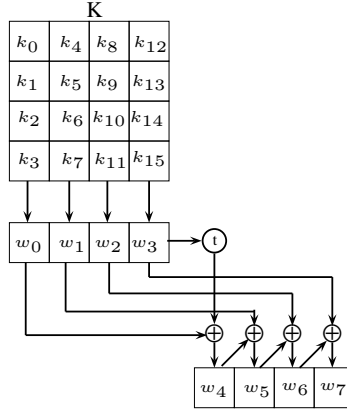 K
k₀ k₄ k₈ k₁₂
k₁ k₅ k₉ k₁₃
k₂ k₆ k₁₀ k₁₄
k₃ k₇ k₁₁ k₁₅
w₀ w₁ w₂ w₃ t
⊕ ⊕ ⊕ ⊕
w₄ w₅ w₆ w₇